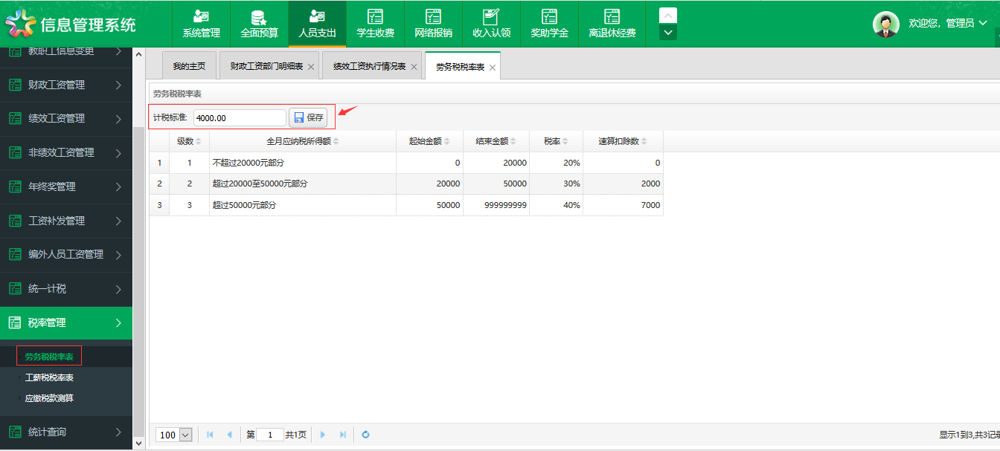 信息管理系统
系统管理
全面预算
人员支出
学生收费
网络报销
收入认领
奖助学金
离退休经费
欢迎您, 管理员
教职工信息变更
财政工资管理
绩效工资管理
非绩效工资管理
年终奖管理
工资补发管理
编外人员工资管理
统一计税
税率管理
劳务税税率表
工薪税税率表
应缴税款测算
统计查询
我的主页 财政工资部门明细表 绩效工资执行情况表 劳务税税率表
劳务税税率表
计税标准: 4000.00 保存
级数 全月应纳税所得额 起始金额 结束金额 税率 速算扣除数
1 1 不超过20000元部分 0 20000 20% 0
2 2 超过20000至50000元部分 20000 50000 30% 2000
3 3 超过50000元部分 50000 999999999 40% 7000
100 第 1 共1页 显示1到3,共3记录